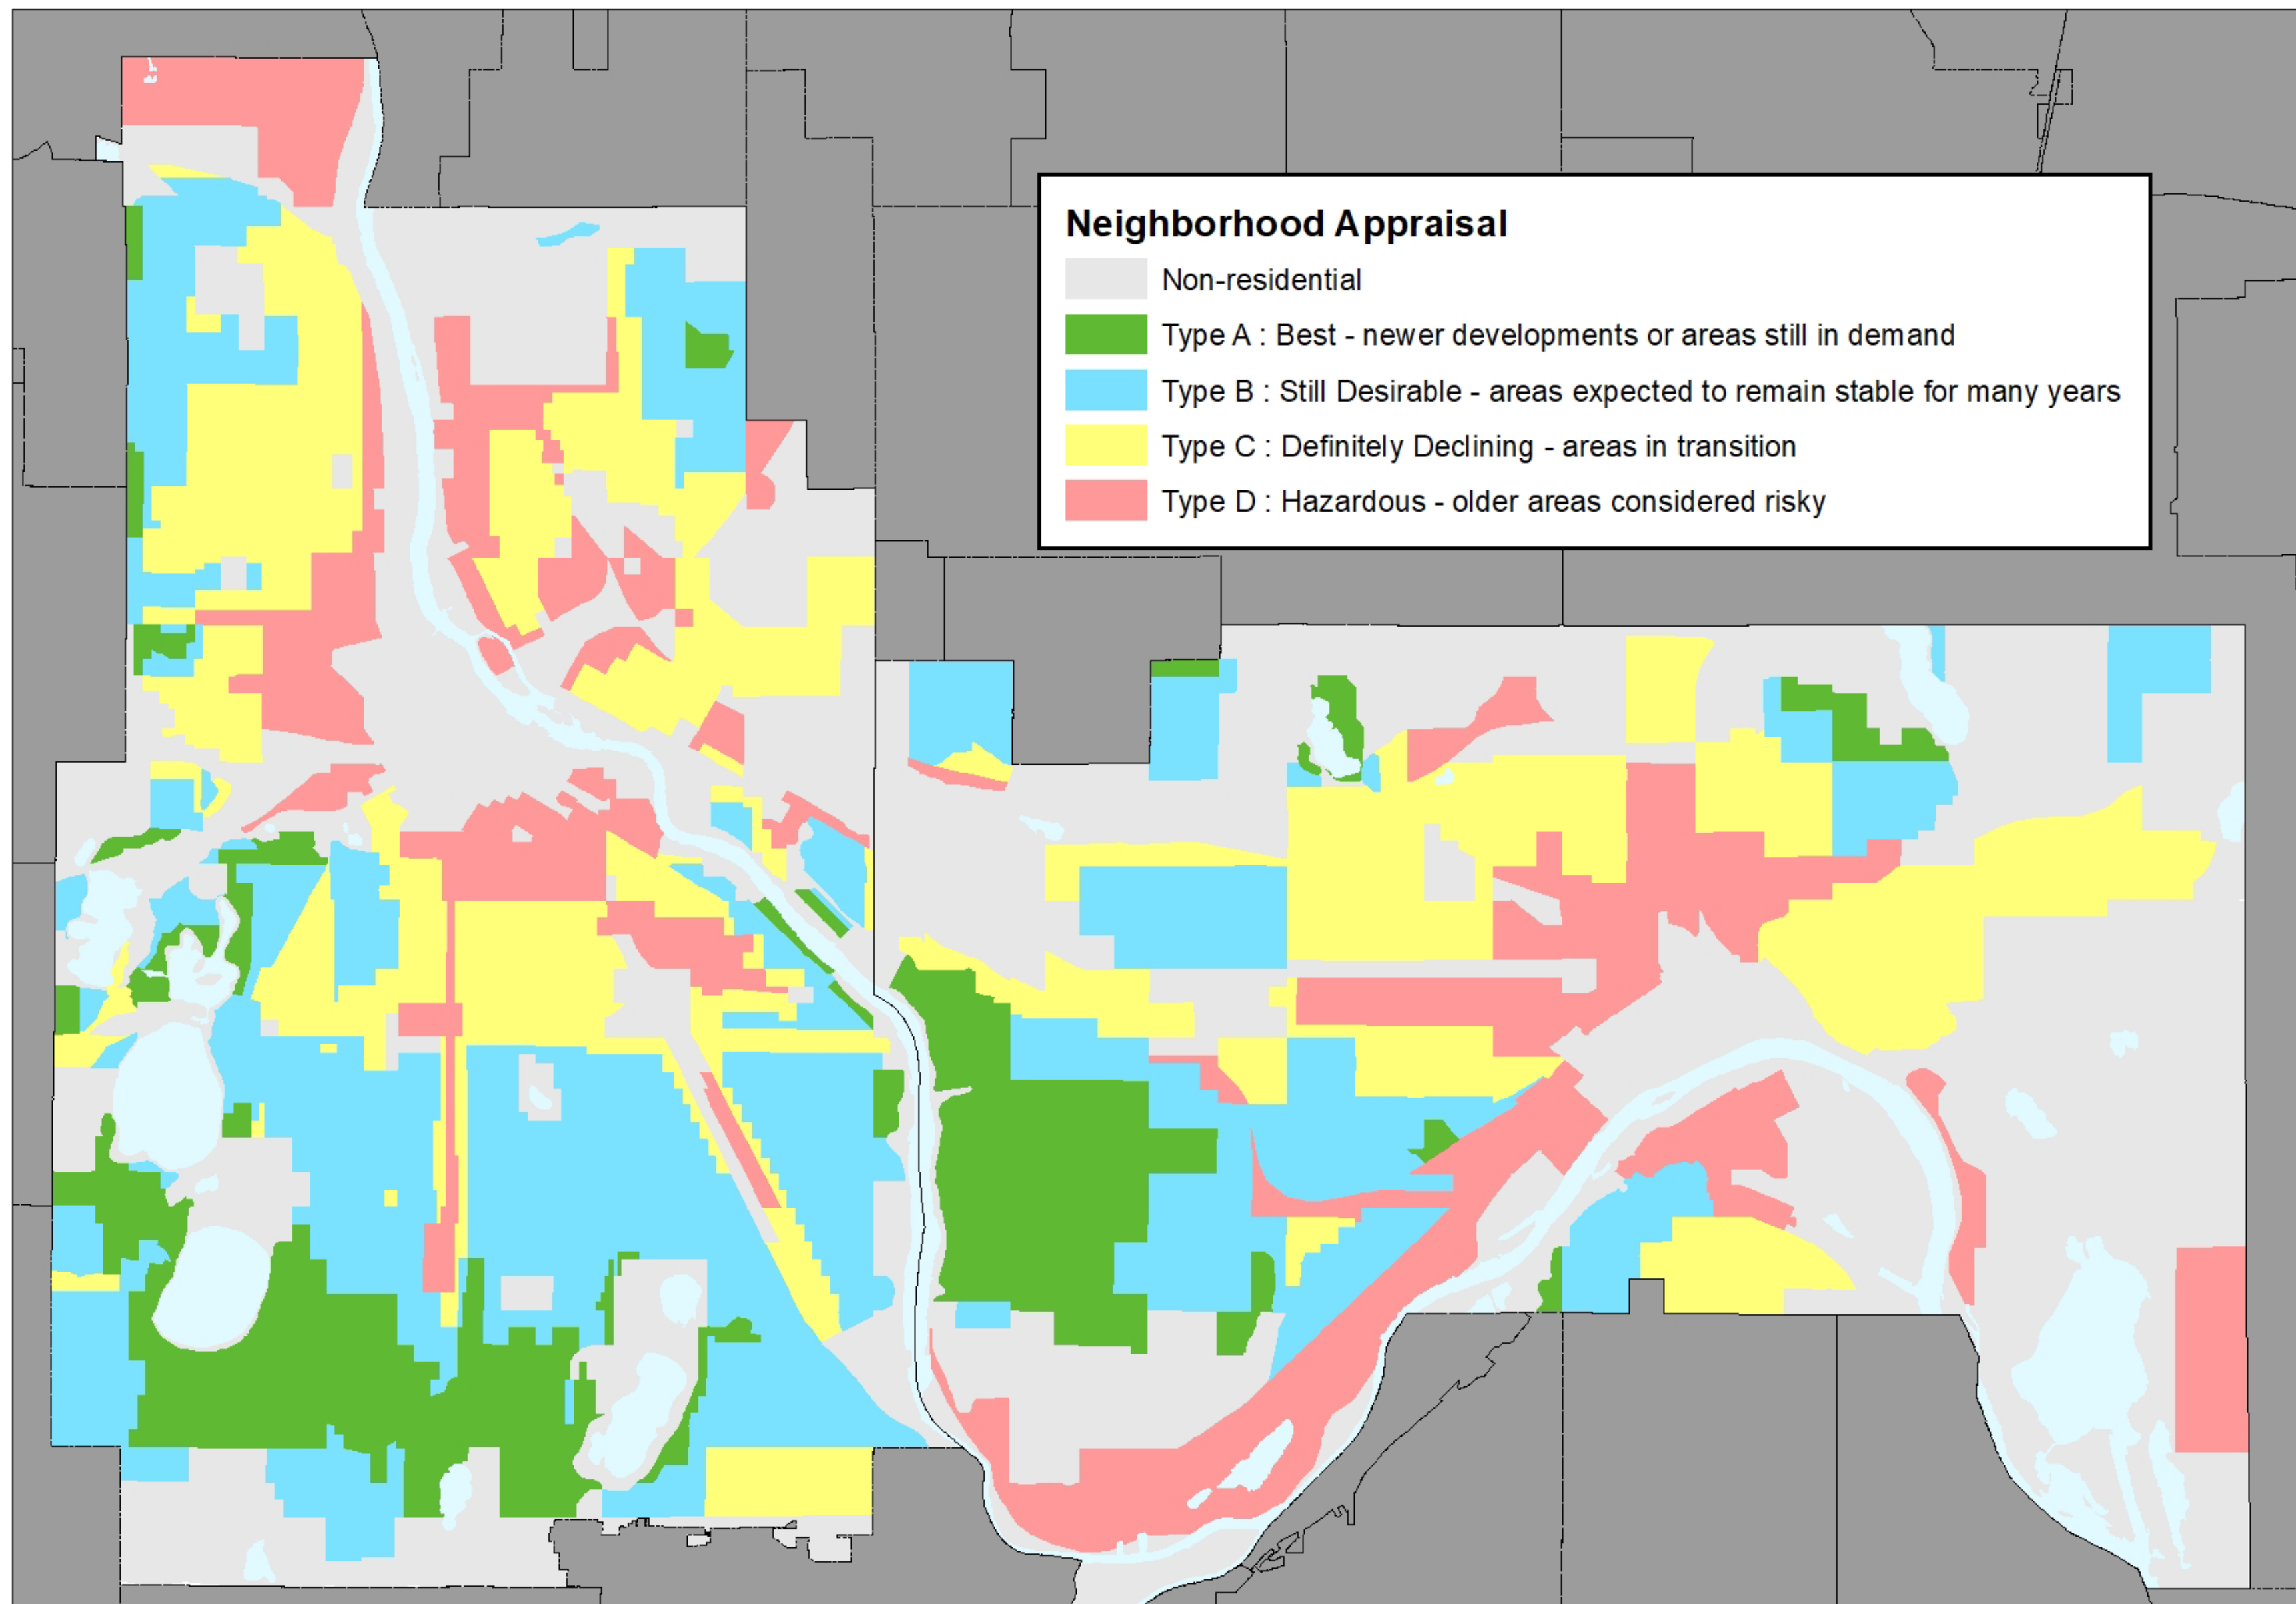 Neighborhood Appraisal
Non-residential
Type A : Best - newer developments or areas still in demand
Type B : Still Desirable - areas expected to remain stable for many years
Type C : Definitely Declining - areas in transition
Type D : Hazardous - older areas considered risky